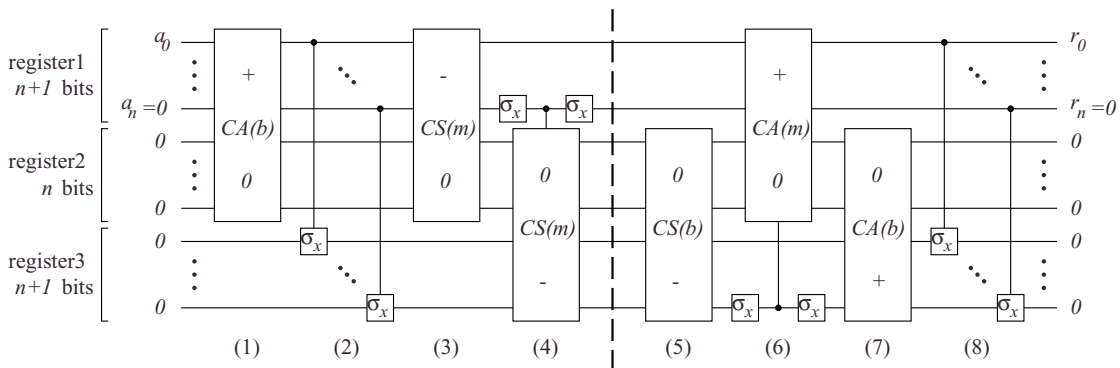 a0 r0
register1 + - +
n+1 bits
an=0 σx σx rn=0
CA(b) CS(m) CA(m)
0 0
register2 0 0 0 0 0 0
n bits
0 0
CS(m) CS(b) CA(b)
0 σx σx 0
register3
n+1 bits - - +
0 σx σx σx σx 0
(1) (2) (3) (4) (5) (6) (7) (8)